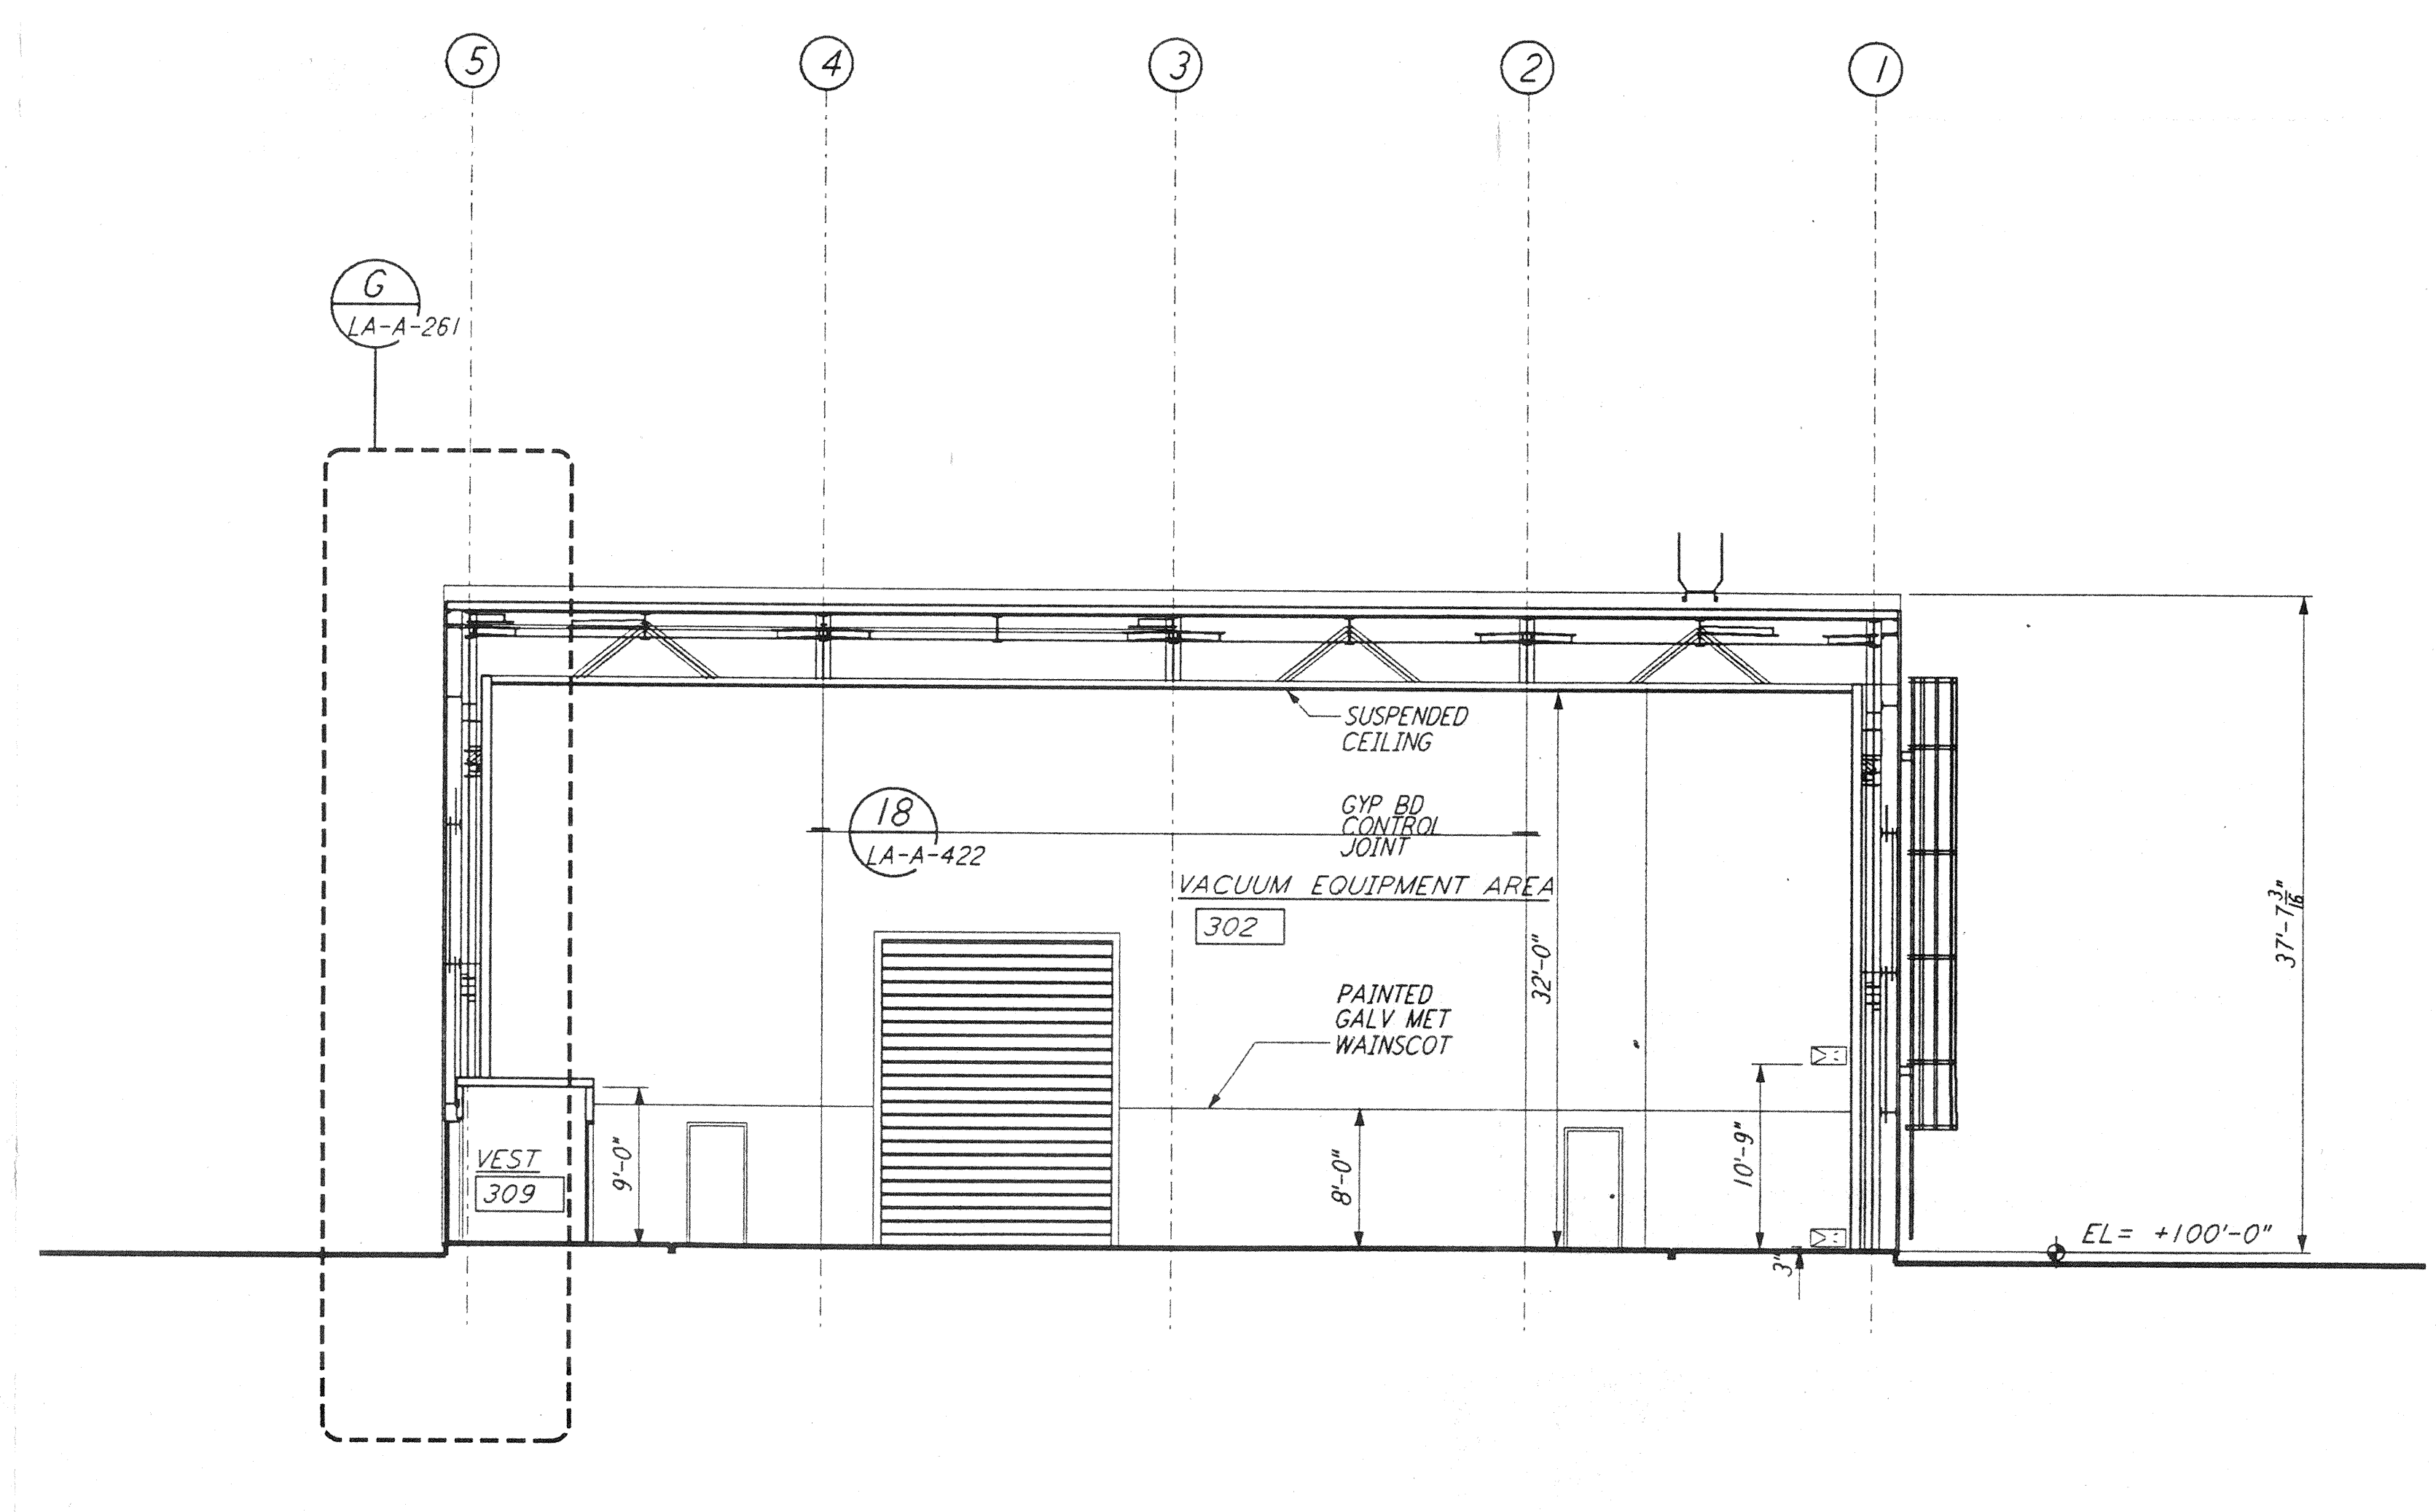 5
4
3
2
1
G
LA-A-261
SUSPENDED
CEILING
18
LA-A-422
GYP BD
CONTROL
JOINT
VACUUM EQUIPMENT AREA
302
32'-0"
37'-7 3/16"
PAINTED
GALV MET
WAINSCOT
VEST
309
9'-0"
8'-0"
10'-9"
3"
EL= +100'-0"